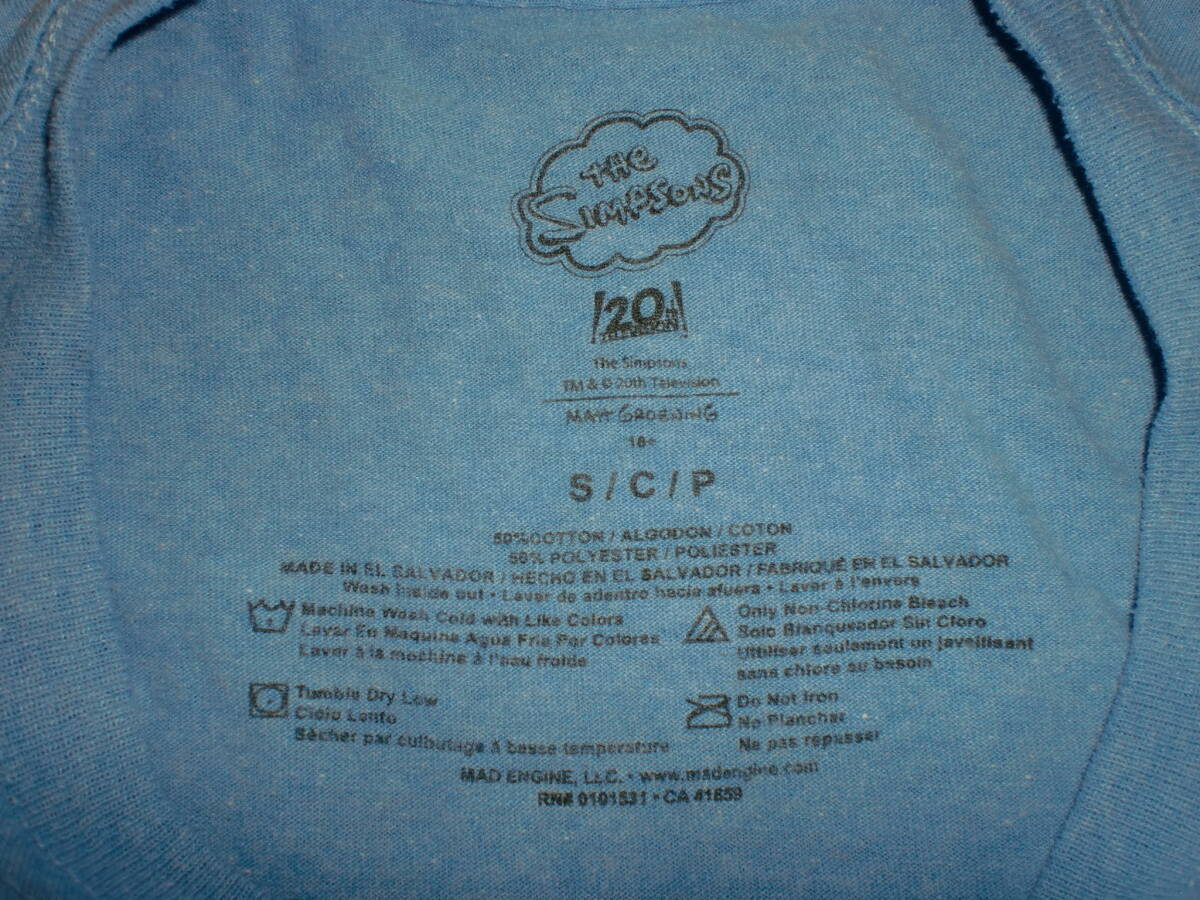 THE
SIMPSONS
20th
TELEVISION
The Simpsons
TM & © 20th Television
MATT GROENING
18+
S / C / P
50% COTTON / ALGODON / COTON
50% POLYESTER / POLIESTER
MADE IN EL SALVADOR / HECHO EN EL SALVADOR / FABRIQUÉ EN EL SALVADOR
Wash inside out • Lavar de adentro hacia afuera • Laver à l'envers
Machine Wash Cold with Like Colors
Lavar En Maquina Agua Fria Por Colores
Laver à la machine à l'eau froide
Only Non-Chlorine Bleach
Solo Blanqueador Sin Cloro
Utiliser seulement un javellisant
sans chlore au besoin
Tumble Dry Low
Ciclo Lento
Sècher par culbutage à basse temperature
Do Not Iron
No Planchar
Ne pas repasser
MAD ENGINE, LLC. • www.madengine.com
RN# 0101531 • CA 41659